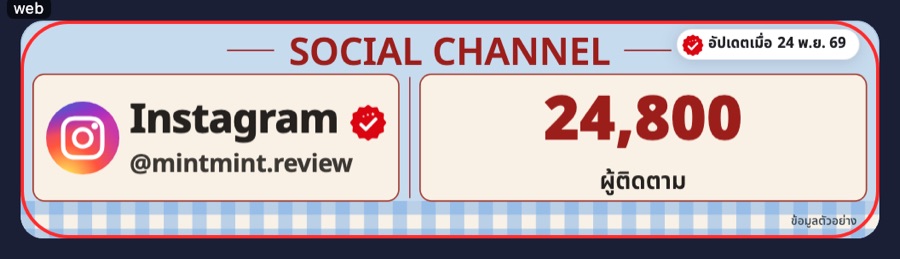 web
SOCIAL CHANNEL
อัปเดตเมื่อ 24 พ.ย. 69
Instagram
@mintmint.review
24,800
ผู้ติดตาม
ข้อมูลตัวอย่าง